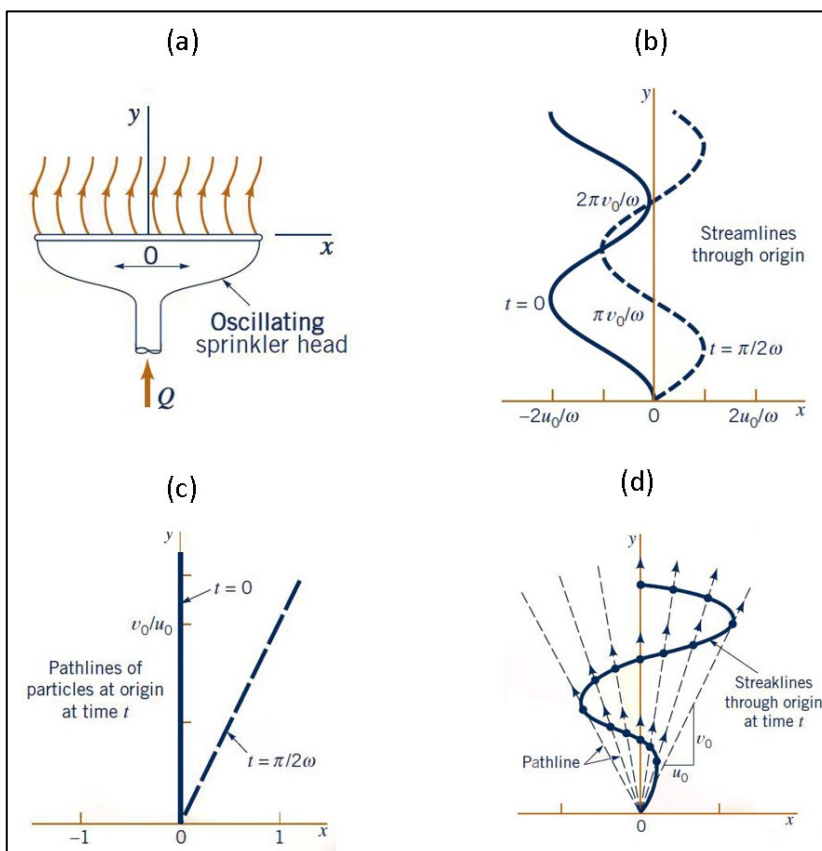 (a)
y
x
0
Oscillating
sprinkler head
Q
(b)
y
2πv₀/ω
Streamlines
through origin
t = 0
πv₀/ω
t = π/2ω
−2u₀/ω
0
2u₀/ω
x
(c)
y
t = 0
v₀/u₀
Pathlines of
particles at origin
at time t
t = π/2ω
−1
0
1
x
(d)
y
Streaklines
through origin
at time t
v₀
Pathline
u₀
0
x